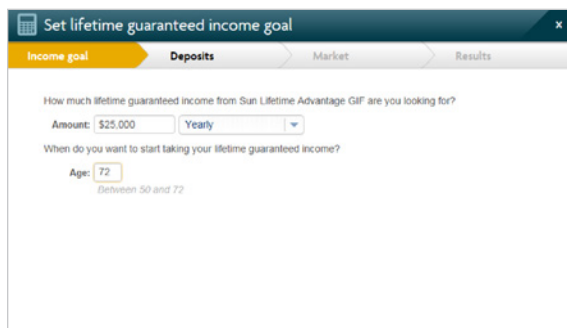 Set lifetime guaranteed income goal x
Income goal Deposits Market Results
How much lifetime guaranteed income from Sun Lifetime Advantage GIF are you looking for?
Amount: $25,000 Yearly
When do you want to start taking your lifetime guaranteed income?
Age: 72
Between 50 and 72